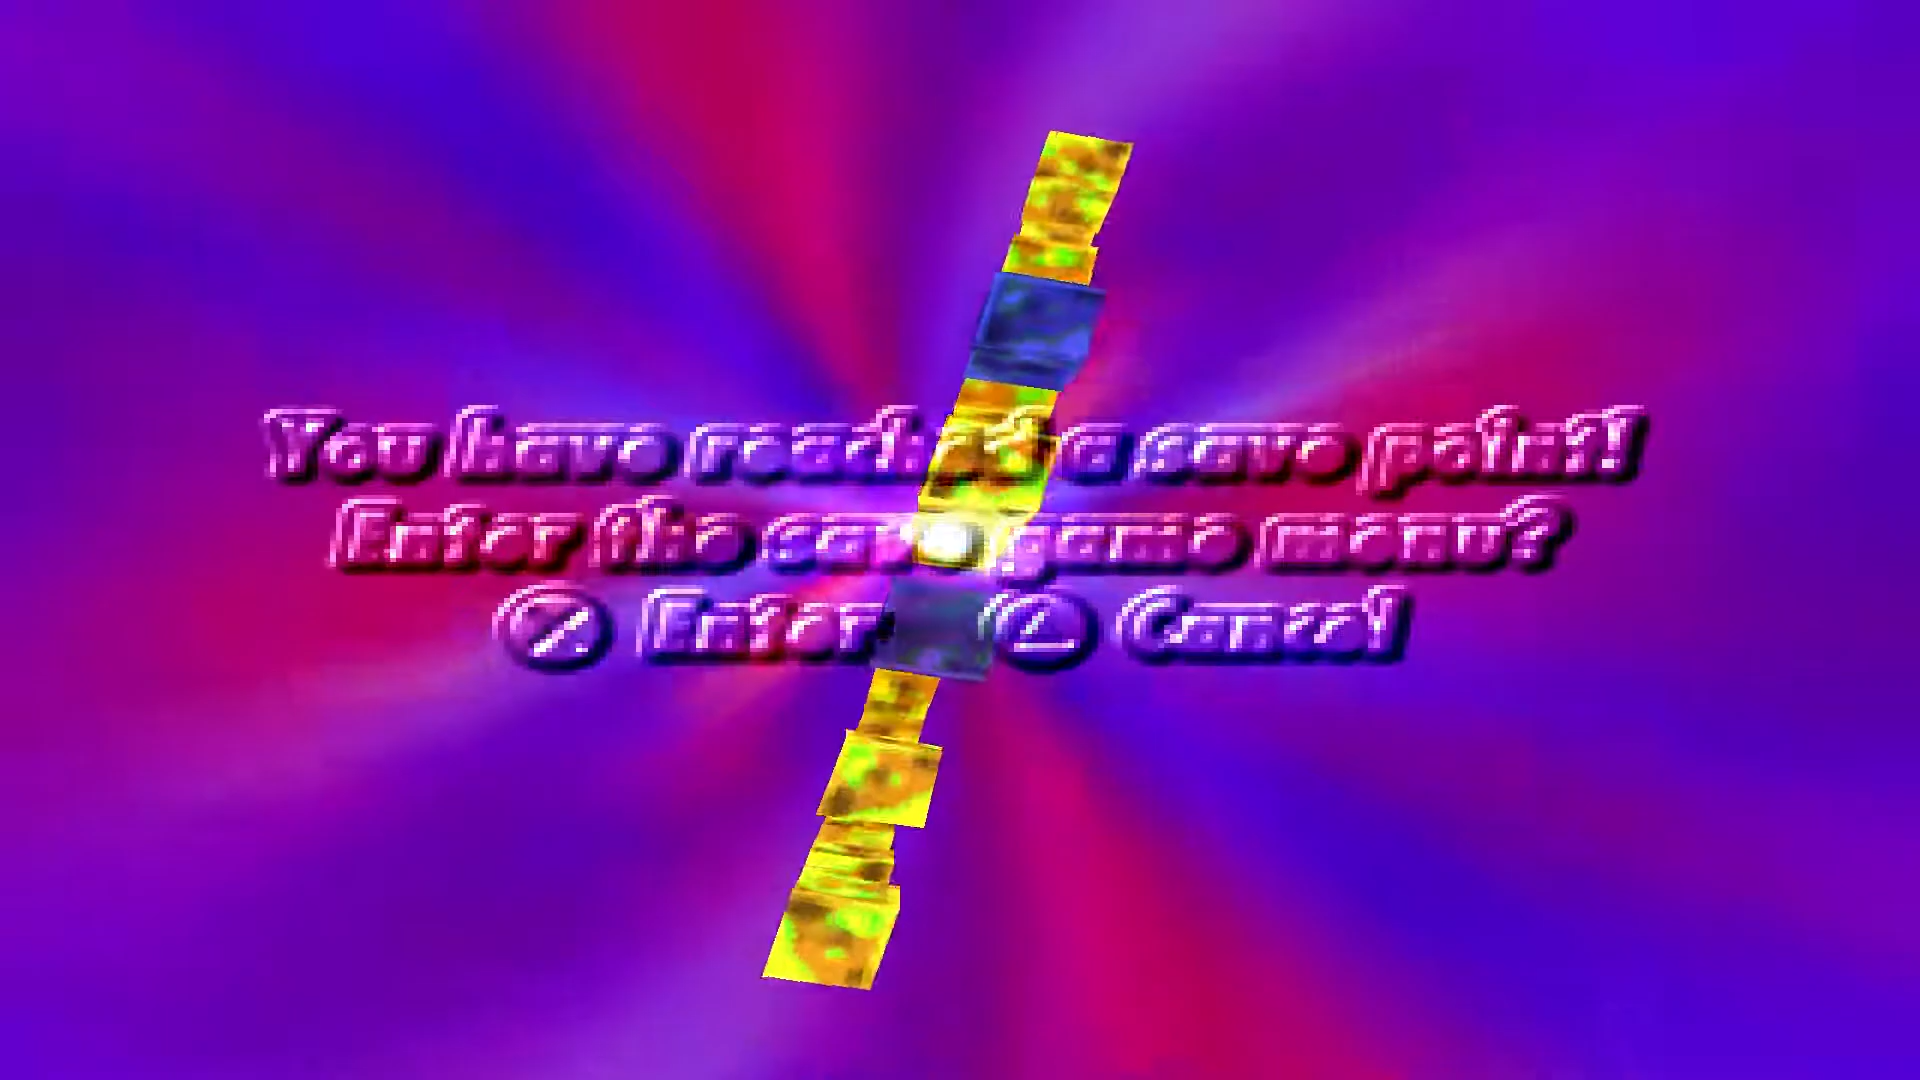 You have reached a save point!
Enter the save game menu?
Enter Cancel